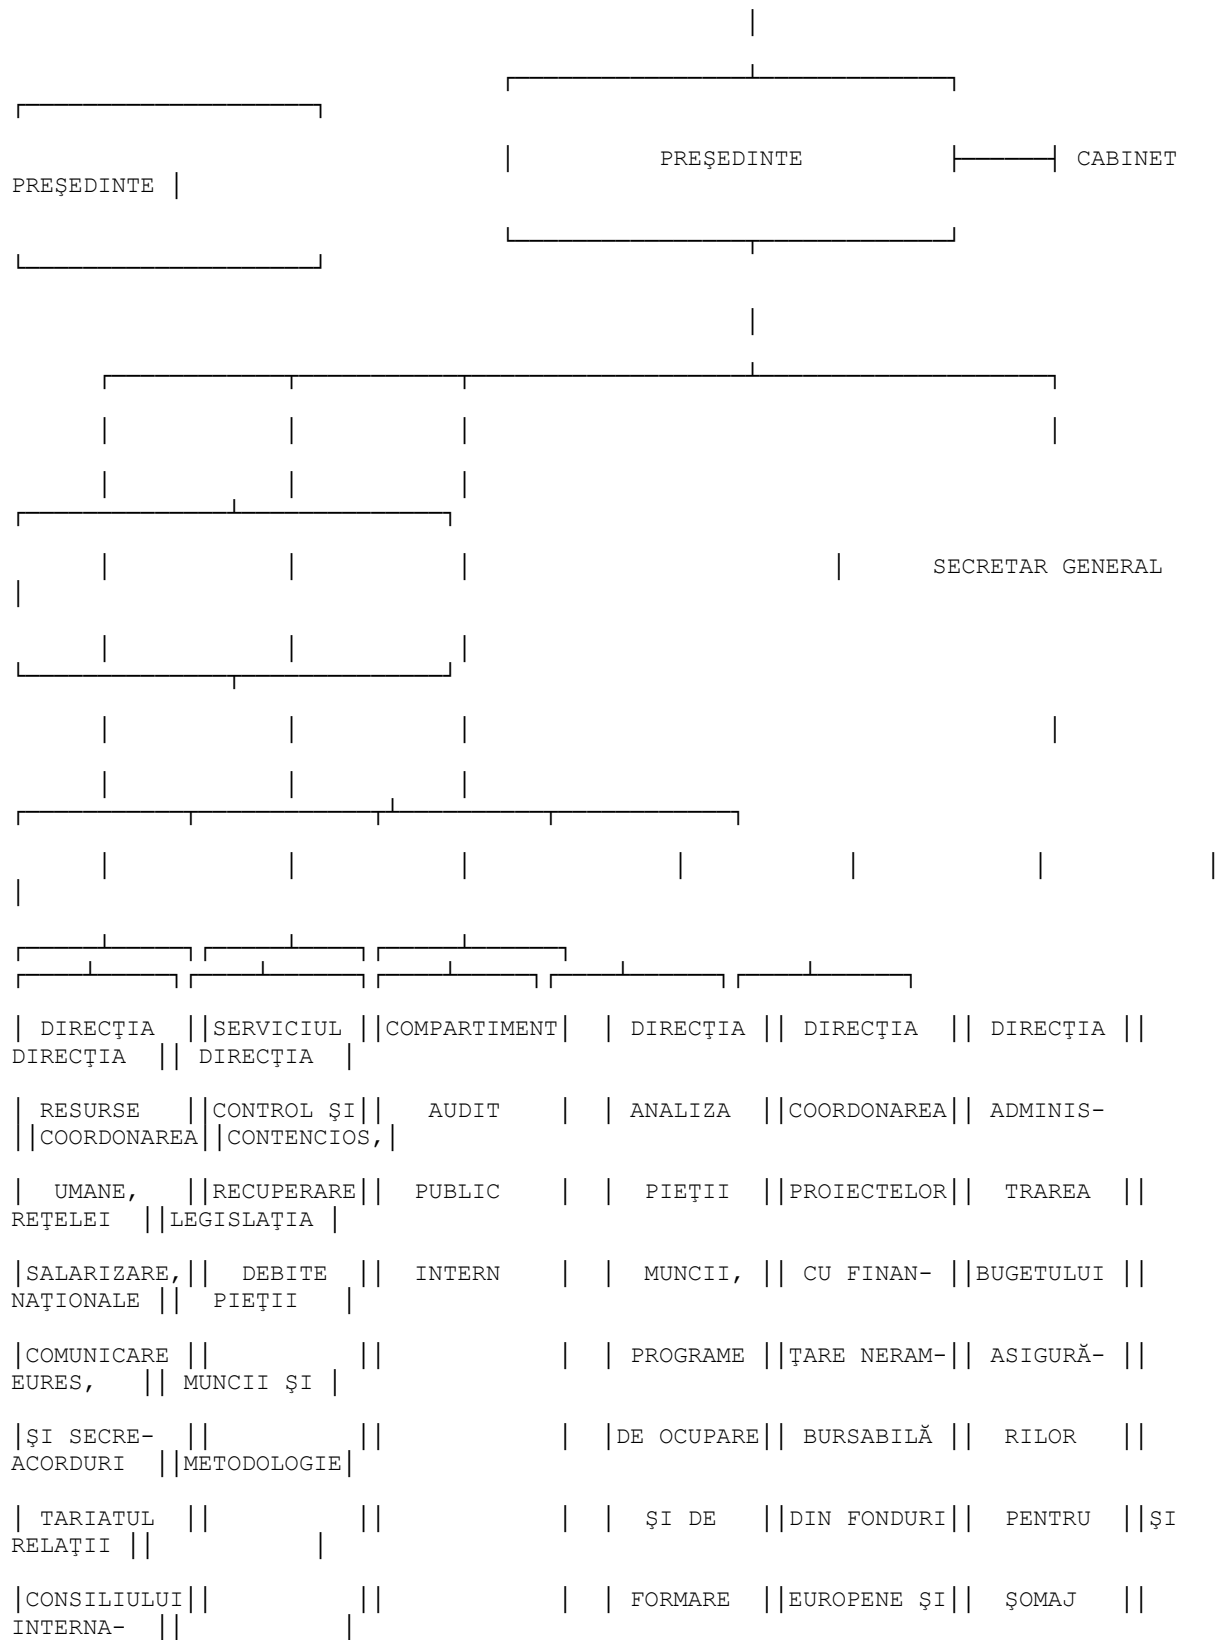 PREŞEDINTE CABINET
PREŞEDINTE
SECRETAR GENERAL
DIRECŢIA SERVICIUL COMPARTIMENT DIRECŢIA DIRECŢIA DIRECŢIA
DIRECŢIA DIRECŢIA
RESURSE CONTROL ŞI AUDIT ANALIZA COORDONAREA ADMINIS-
COORDONAREA CONTENCIOS,
UMANE, RECUPERARE PUBLIC PIEŢII PROIECTELOR TRAREA
REŢELEI LEGISLAŢIA
SALARIZARE, DEBITE INTERN MUNCII, CU FINAN- BUGETULUI
NAŢIONALE PIEŢII
COMUNICARE PROGRAME ŢARE NERAM- ASIGURĂ-
EURES, MUNCII ŞI
ŞI SECRE- DE OCUPARE BURSABILĂ RILOR
ACORDURI METODOLOGIE
TARIATUL ŞI DE DIN FONDURI PENTRU ŞI
RELAŢII
CONSILIULUI FORMARE EUROPENE ŞI ŞOMAJ
INTERNA-